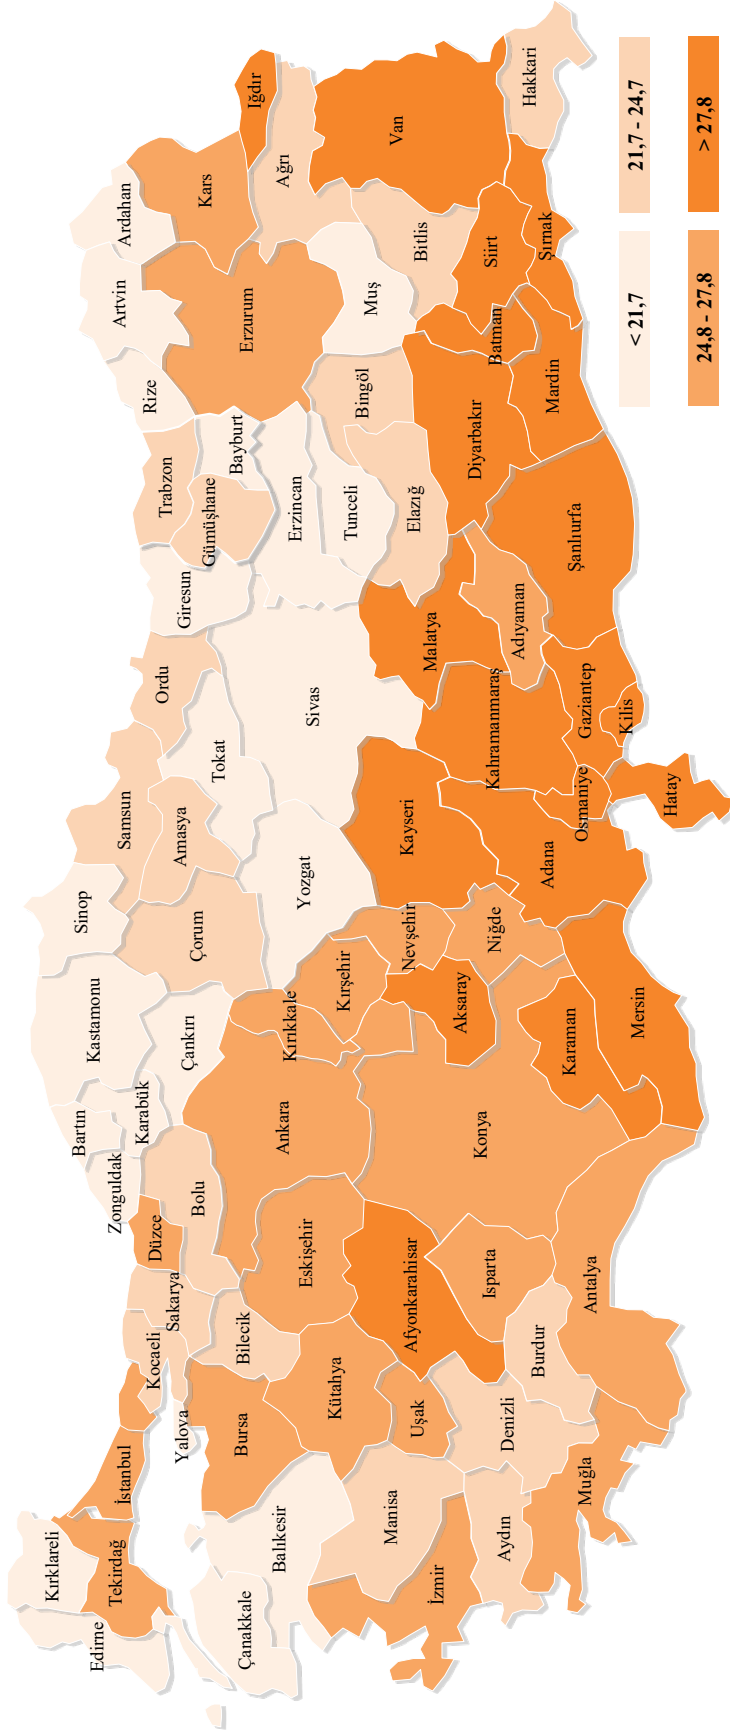 Kırklareli
Edirne
Tekirdağ
İstanbul
Çanakkale
Balıkesir
Yalova
Kocaeli
Sakarya
Düzce
Zonguldak
Bartın
Karabük
Kastamonu
Sinop
Samsun
Ordu
Giresun
Trabzon
Rize
Artvin
Ardahan
Bursa
Bilecik
Bolu
Çankırı
Çorum
Amasya
Tokat
Gümüşhane
Bayburt
Kars
Iğdır
Kütahya
Eskişehir
Ankara
Kırıkkale
Yozgat
Sivas
Erzincan
Erzurum
Ağrı
İzmir
Manisa
Uşak
Afyonkarahisar
Kırşehir
Nevşehir
Kayseri
Malatya
Tunceli
Elazığ
Bingöl
Muş
Bitlis
Van
Aydın
Denizli
Isparta
Konya
Aksaray
Niğde
Kahramanmaraş
Adıyaman
Diyarbakır
Batman
Siirt
Hakkari
Muğla
Burdur
Antalya
Karaman
Mersin
Adana
Osmaniye
Gaziantep
Kilis
Hatay
Şanlıurfa
Mardin
Şırnak
< 21,7
21,7 - 24,7
24,8 - 27,8
> 27,8